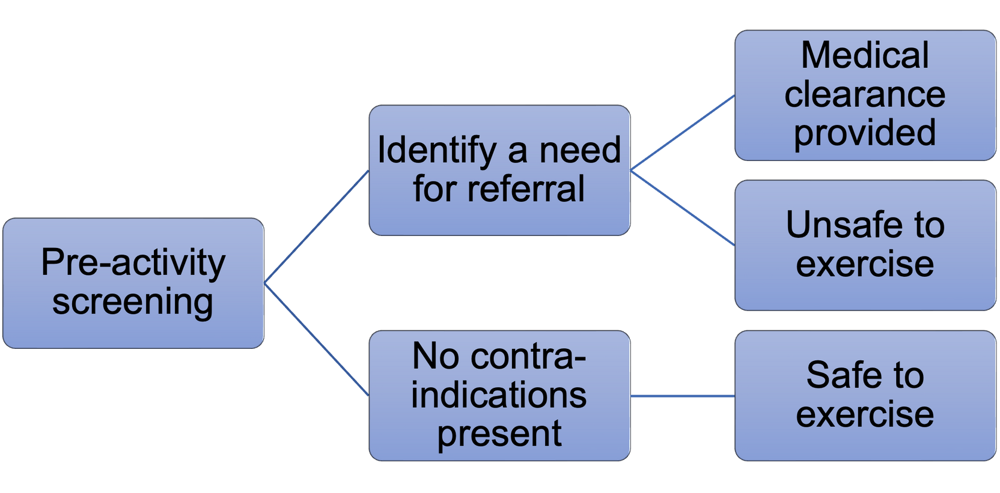 Pre-activity
screening
Identify a need
for referral
No contra-
indications
present
Medical
clearance
provided
Unsafe to
exercise
Safe to
exercise